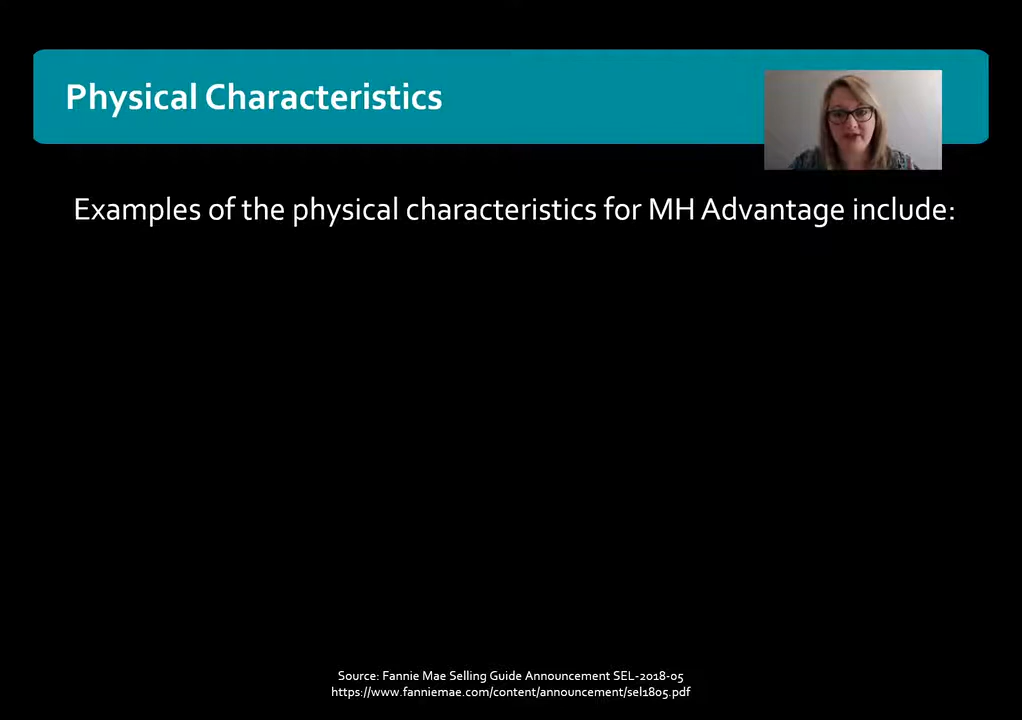 Physical Characteristics
Examples of the physical characteristics for MH Advantage include:
Source: Fannie Mae Selling Guide Announcement SEL-2018-05
https://www.fanniemae.com/content/announcement/sel1805.pdf